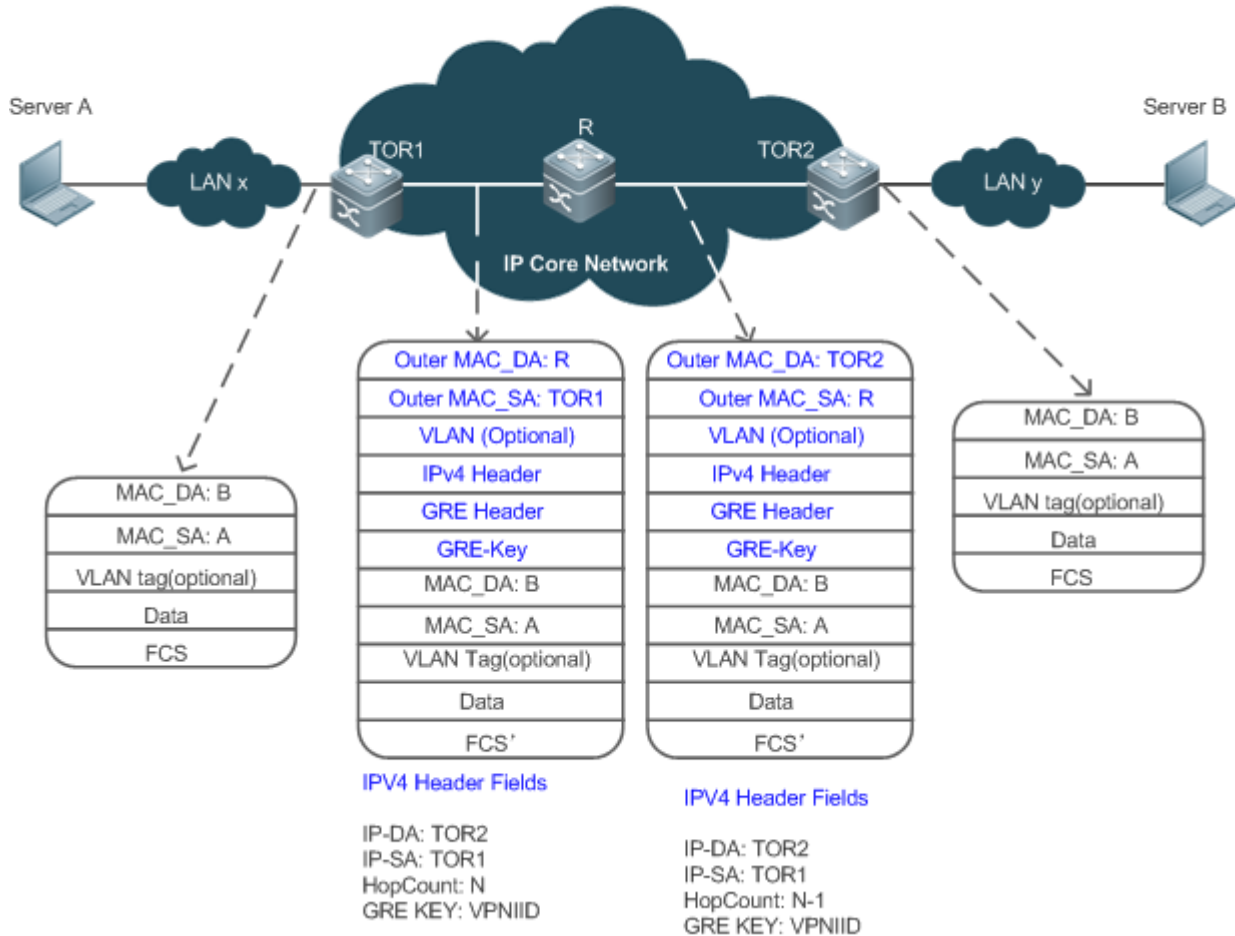 Server A
Server B
R
TOR1
TOR2
LAN x
LAN y
IP Core Network
MAC_DA: B
MAC_SA: A
VLAN tag(optional)
Data
FCS
Outer MAC_DA: R
Outer MAC_SA: TOR1
VLAN (Optional)
IPv4 Header
GRE Header
GRE-Key
MAC_DA: B
MAC_SA: A
VLAN Tag(optional)
Data
FCS'
IPV4 Header Fields
IP-DA: TOR2
IP-SA: TOR1
HopCount: N
GRE KEY: VPNIID
Outer MAC_DA: TOR2
Outer MAC_SA: R
VLAN (Optional)
IPv4 Header
GRE Header
GRE-Key
MAC_DA: B
MAC_SA: A
VLAN Tag(optional)
Data
FCS'
IPV4 Header Fields
IP-DA: TOR2
IP-SA: TOR1
HopCount: N-1
GRE KEY: VPNIID
MAC_DA: B
MAC_SA: A
VLAN tag(optional)
Data
FCS